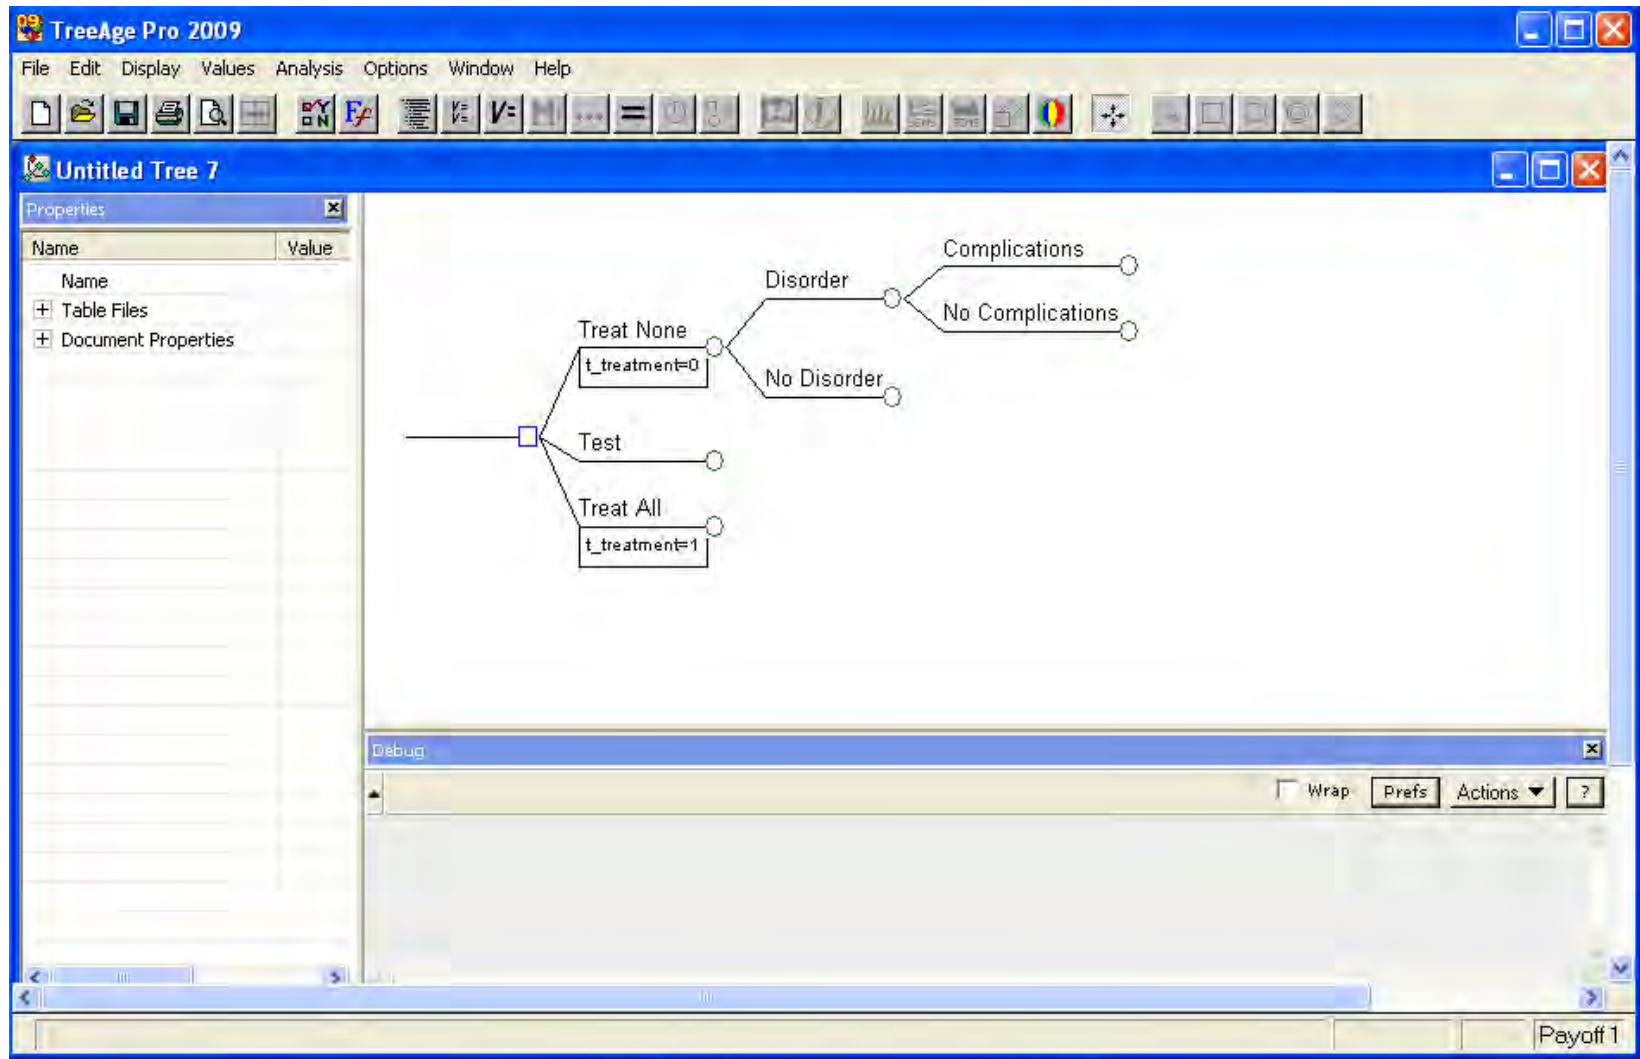 TreeAge Pro 2009
File Edit Display Values Analysis Options Window Help
Untitled Tree 7
Properties
Name Value
Name
Table Files
Document Properties
Complications
Disorder
No Complications
Treat None
t_treatment=0
No Disorder
Test
Treat All
t_treatment=1
Debug
Wrap Prefs Actions ?
Payoff 1